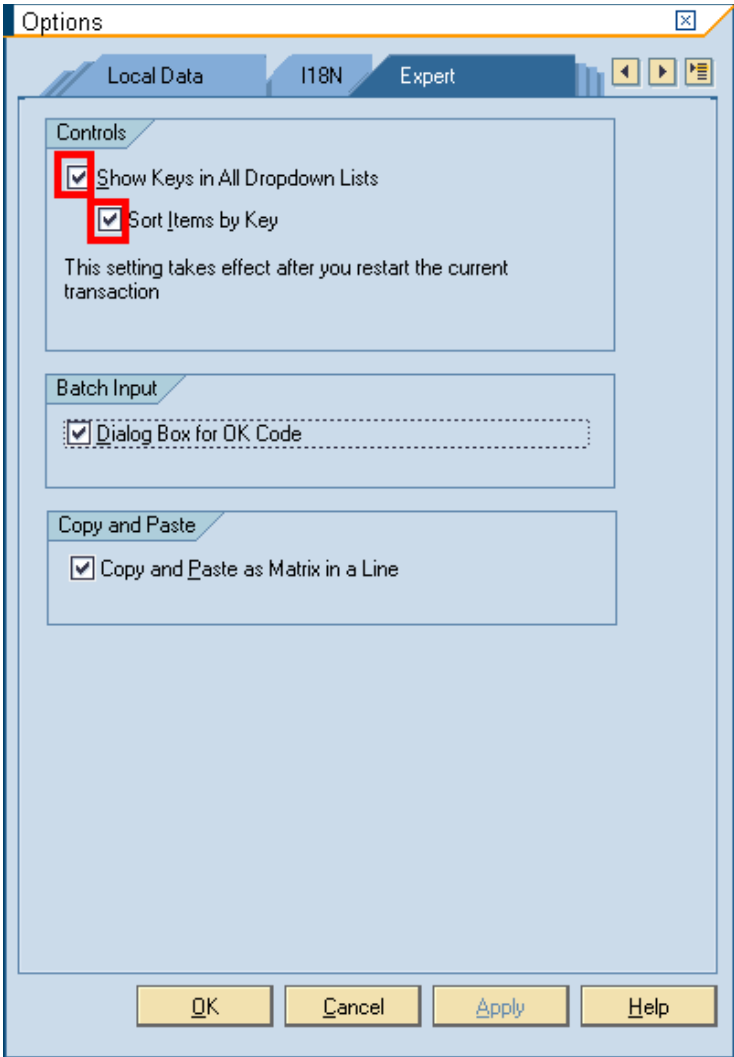 Options
Local Data
I18N
Expert
Controls
Show Keys in All Dropdown Lists
Sort Items by Key
This setting takes effect after you restart the current
transaction
Batch Input
Dialog Box for OK Code
Copy and Paste
Copy and Paste as Matrix in a Line
OK
Cancel
Apply
Help